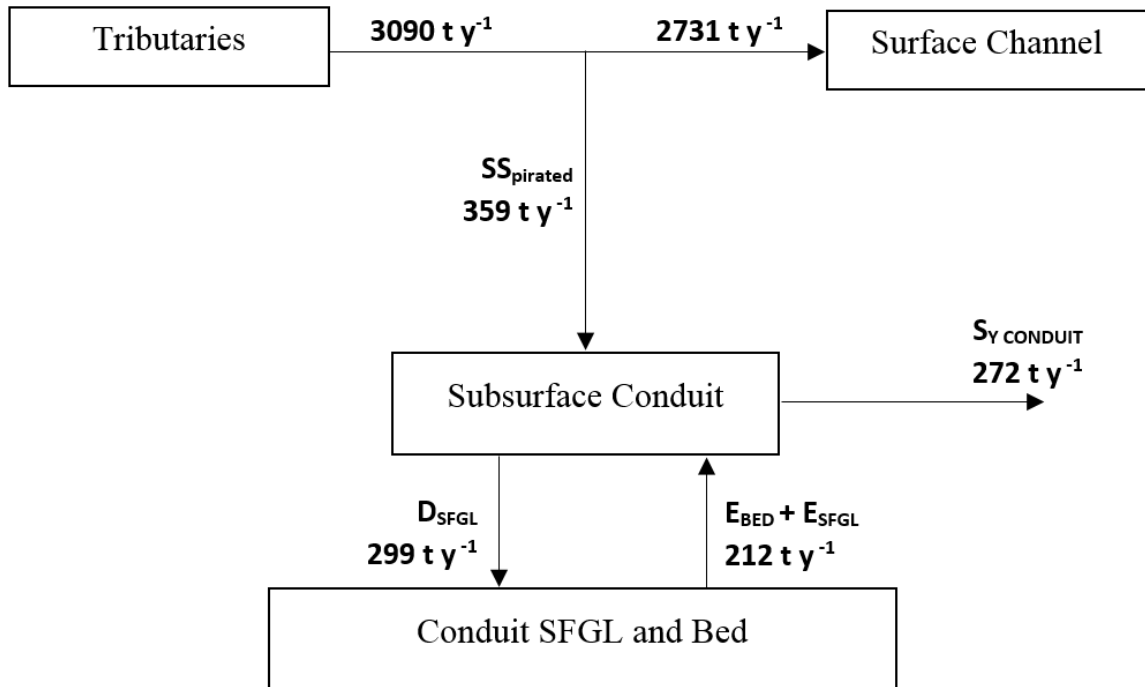 Tributaries
3090 t y⁻¹
2731 t y⁻¹
Surface Channel
SSpirated
359 t y⁻¹
SY CONDUIT
272 t y⁻¹
Subsurface Conduit
DSFGL
299 t y⁻¹
EBED + ESFGL
212 t y⁻¹
Conduit SFGL and Bed